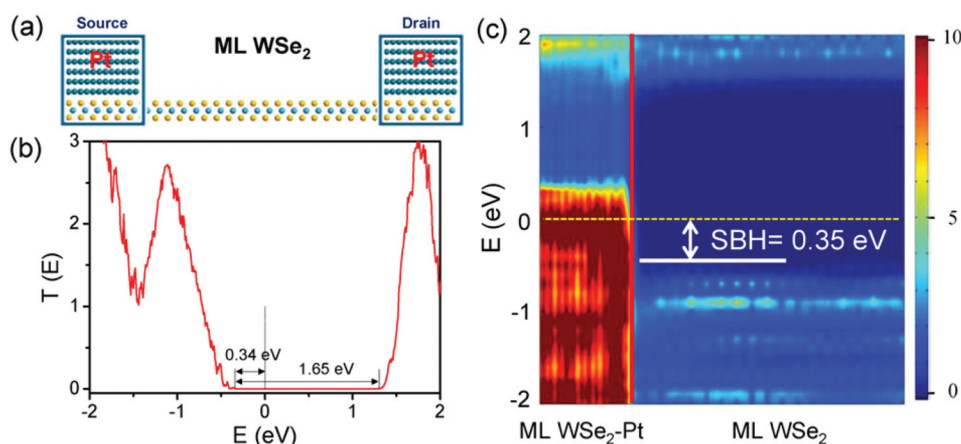 (a)
Source
Drain
ML WSe₂
Pt
Pt
(b)
T (E)
3
2
1
0
0.34 eV
1.65 eV
-2
-1
0
1
2
E (eV)
(c)
E (eV)
2
1
0
-1
-2
SBH= 0.35 eV
10
5
0
ML WSe₂-Pt
ML WSe₂